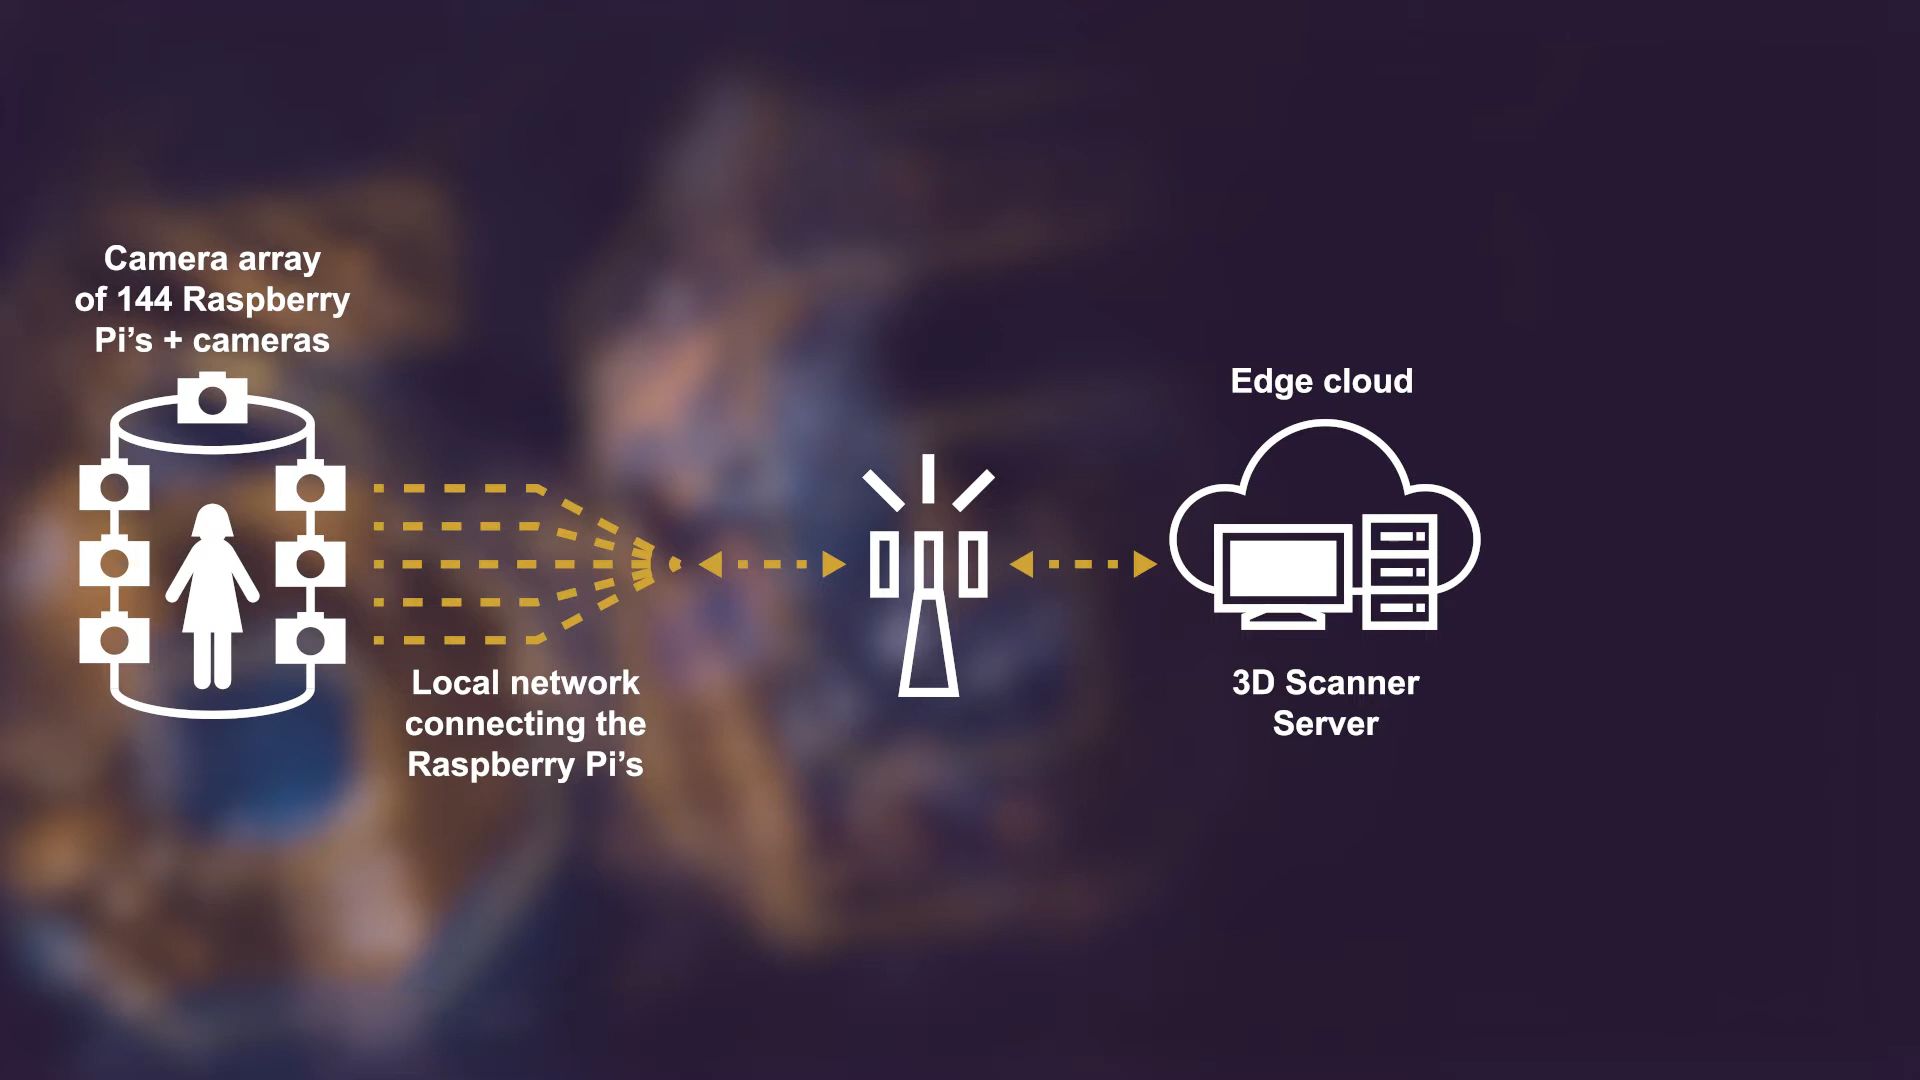 Camera array
of 144 Raspberry
Pi’s + cameras
Local network
connecting the
Raspberry Pi’s
Edge cloud
3D Scanner
Server